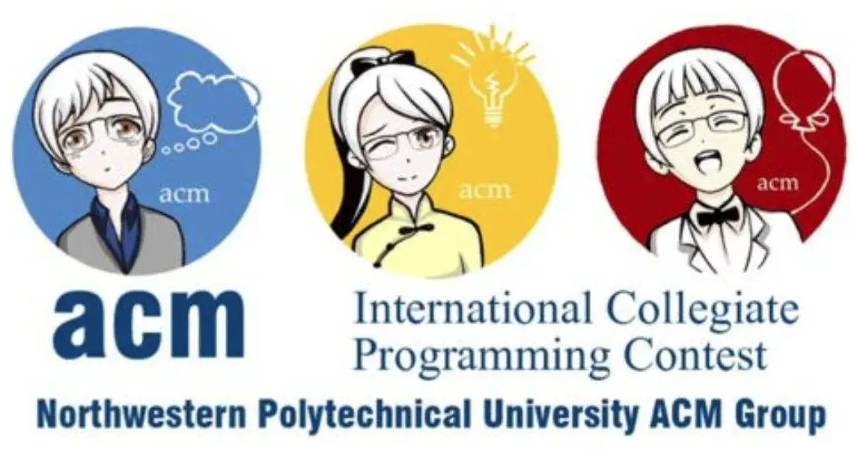 acm
acm
acm
acm
International Collegiate
Programming Contest
Northwestern Polytechnical University ACM Group